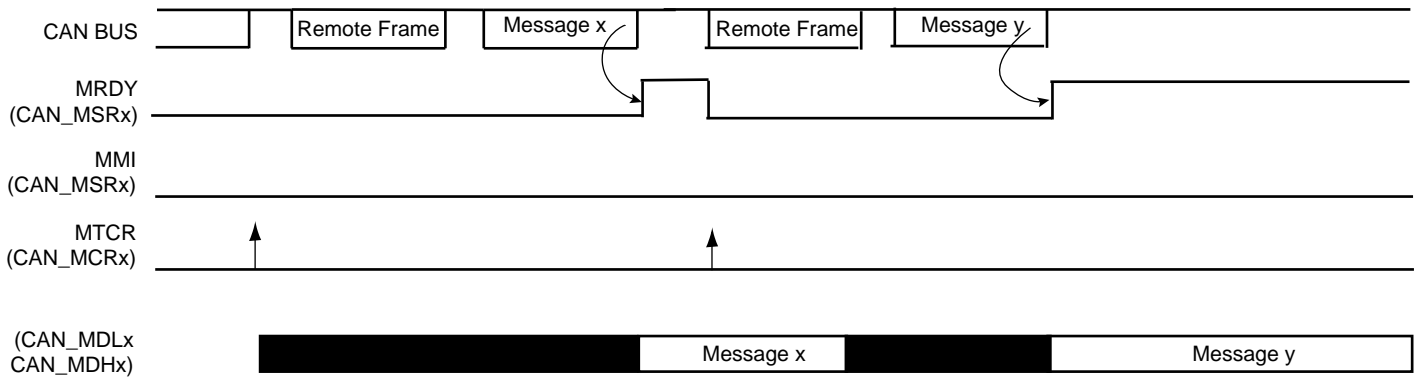 CAN BUS
Remote Frame
Message x
Remote Frame
Message y
MRDY
(CAN_MSRx)
MMI
(CAN_MSRx)
MTCR
(CAN_MCRx)
(CAN_MDLx
CAN_MDHx)
Message x
Message y